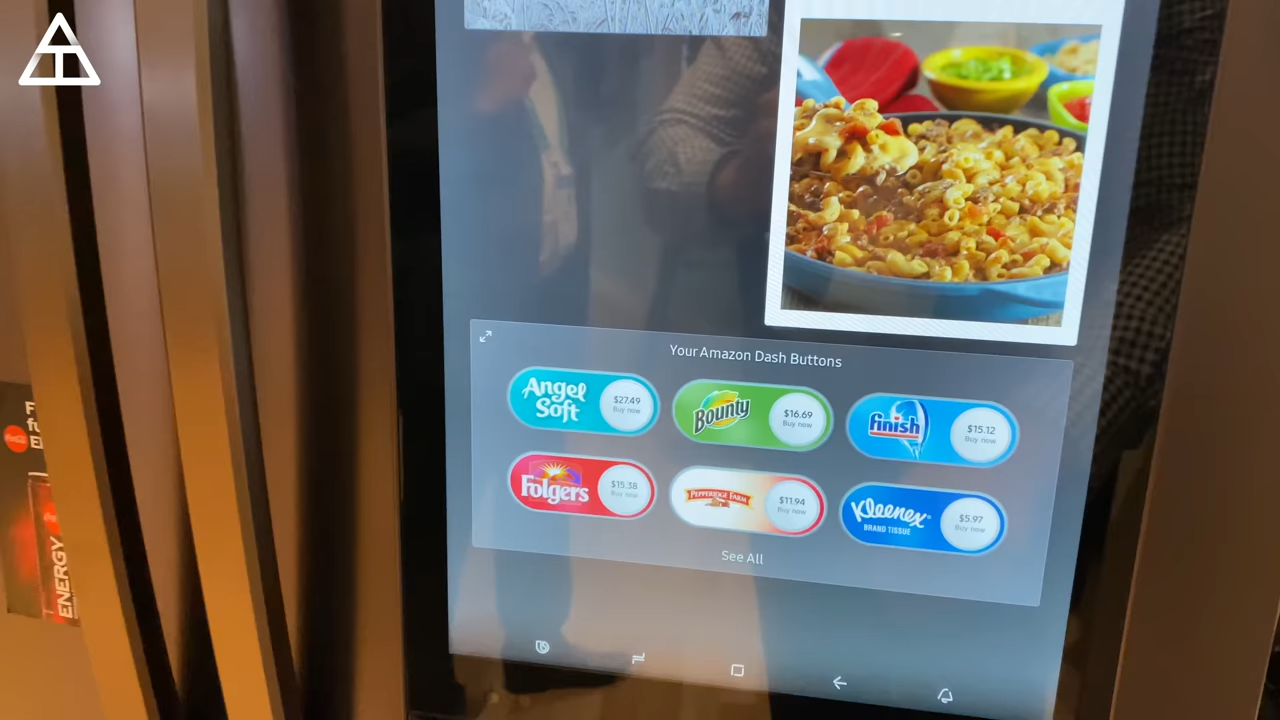 Your Amazon Dash Buttons
Angel
Soft
$27.49
Buy now
Bounty
$16.69
Buy now
finish
$15.12
Buy now
Folgers
$15.38
Buy now
PEPPERIDGE FARM
$11.94
Buy now
Kleenex®
BRAND TISSUE
$5.97
Buy now
See All
ENERGY